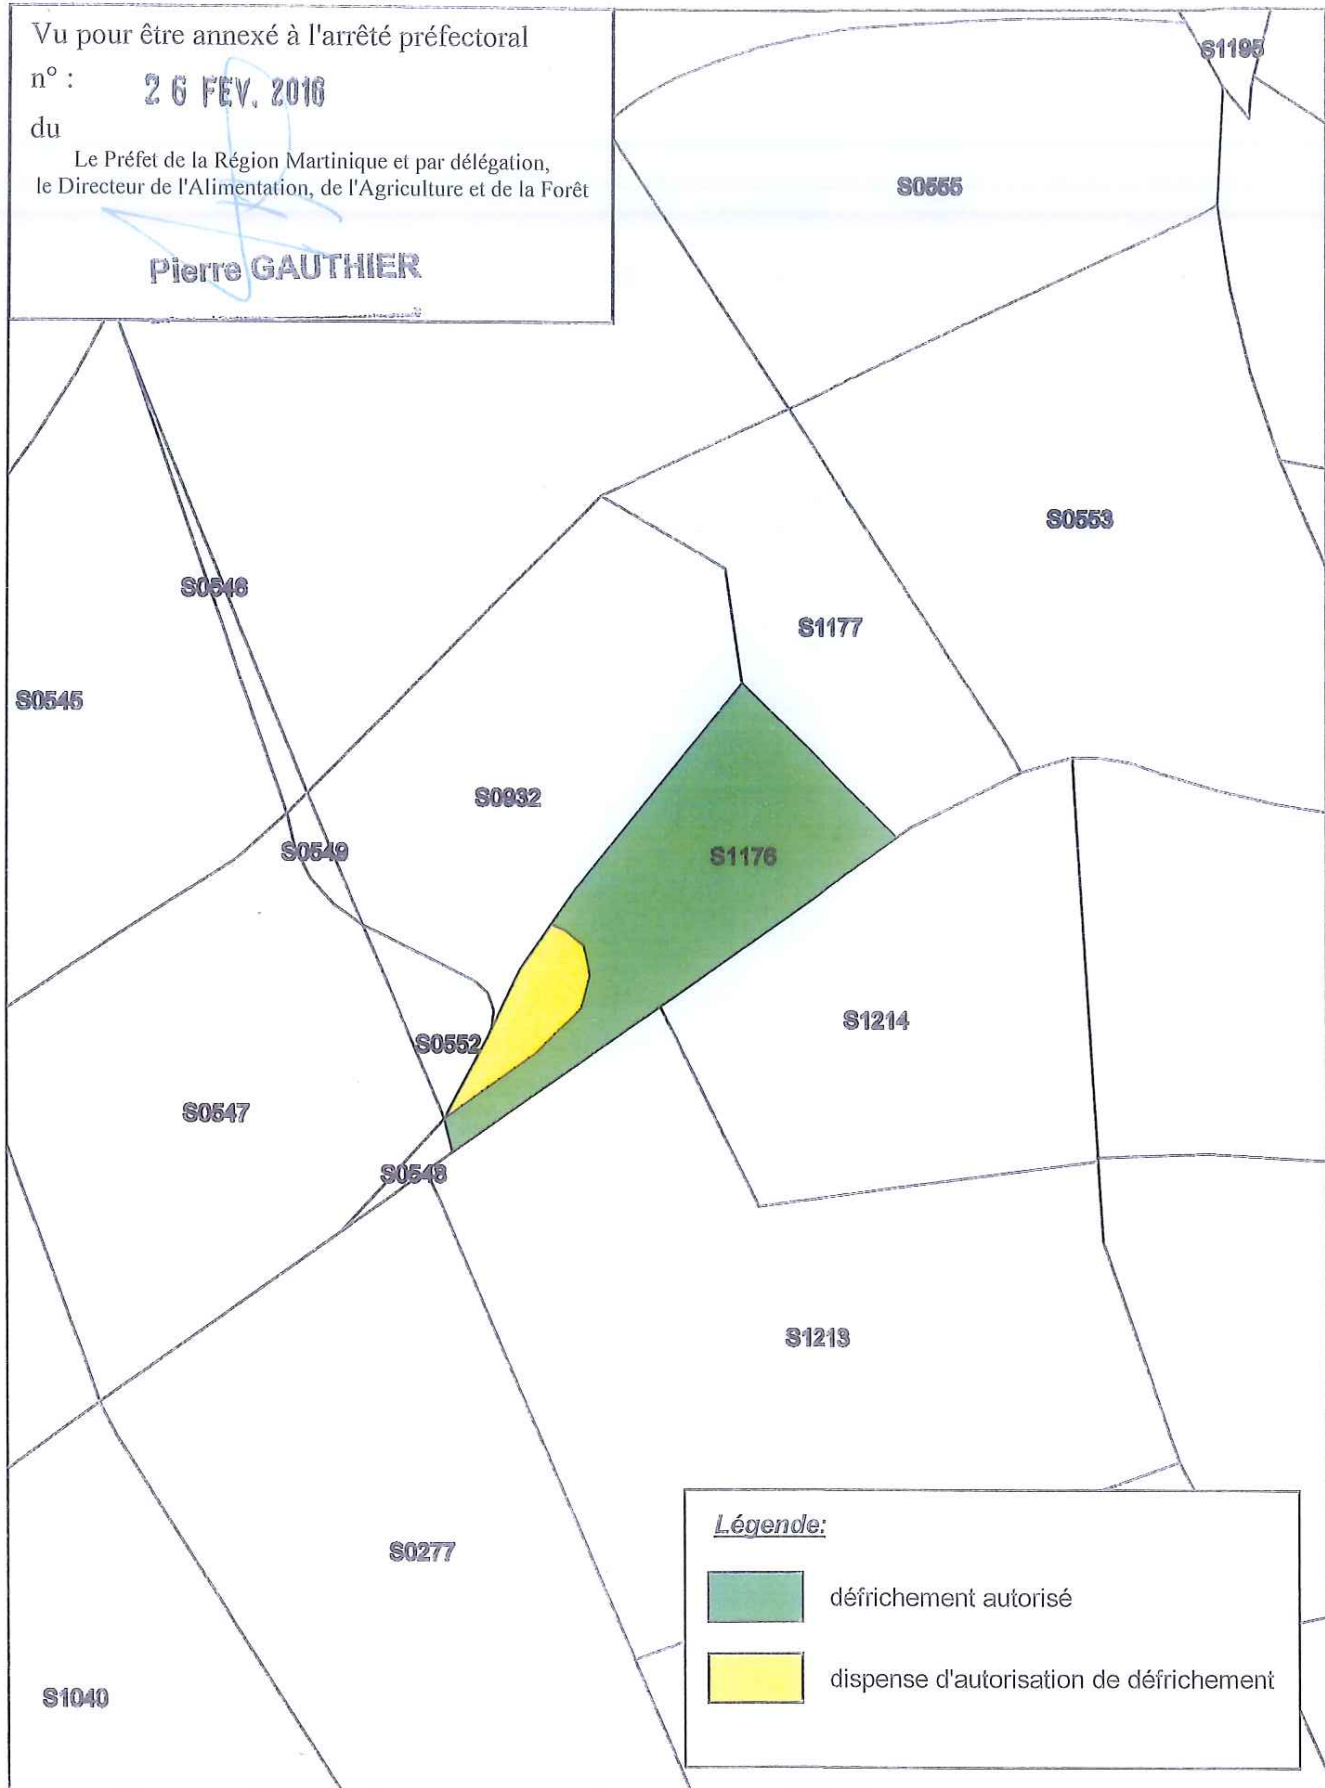 Vu pour être annexé à l'arrêté préfectoral
n° :
26 FEV. 2016
du
Le Préfet de la Région Martinique et par délégation,
le Directeur de l'Alimentation, de l'Agriculture et de la Forêt
Pierre GAUTHIER
S1195
S0555
S0553
S0546
S1177
S0545
S0932
S0549
S1176
S1214
S0552
S0547
S0548
S1213
S0277
S1040
Légende:
défrichement autorisé
dispense d'autorisation de défrichement